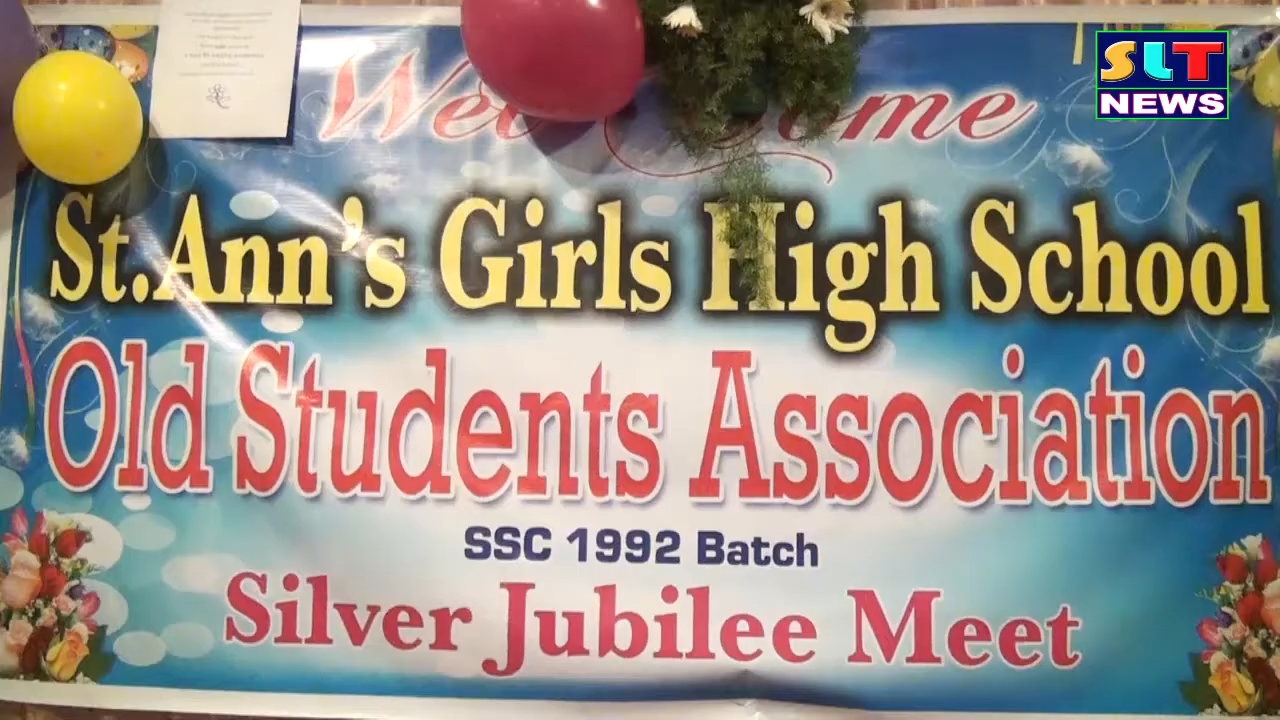 SLT
NEWS
Welcome
St.Ann's Girls High School
Old Students Association
SSC 1992 Batch
Silver Jubilee Meet